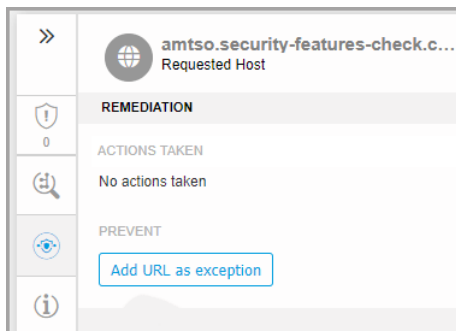 amtso.security-features-check.c...
Requested Host
REMEDIATION
0
ACTIONS TAKEN
No actions taken
PREVENT
Add URL as exception